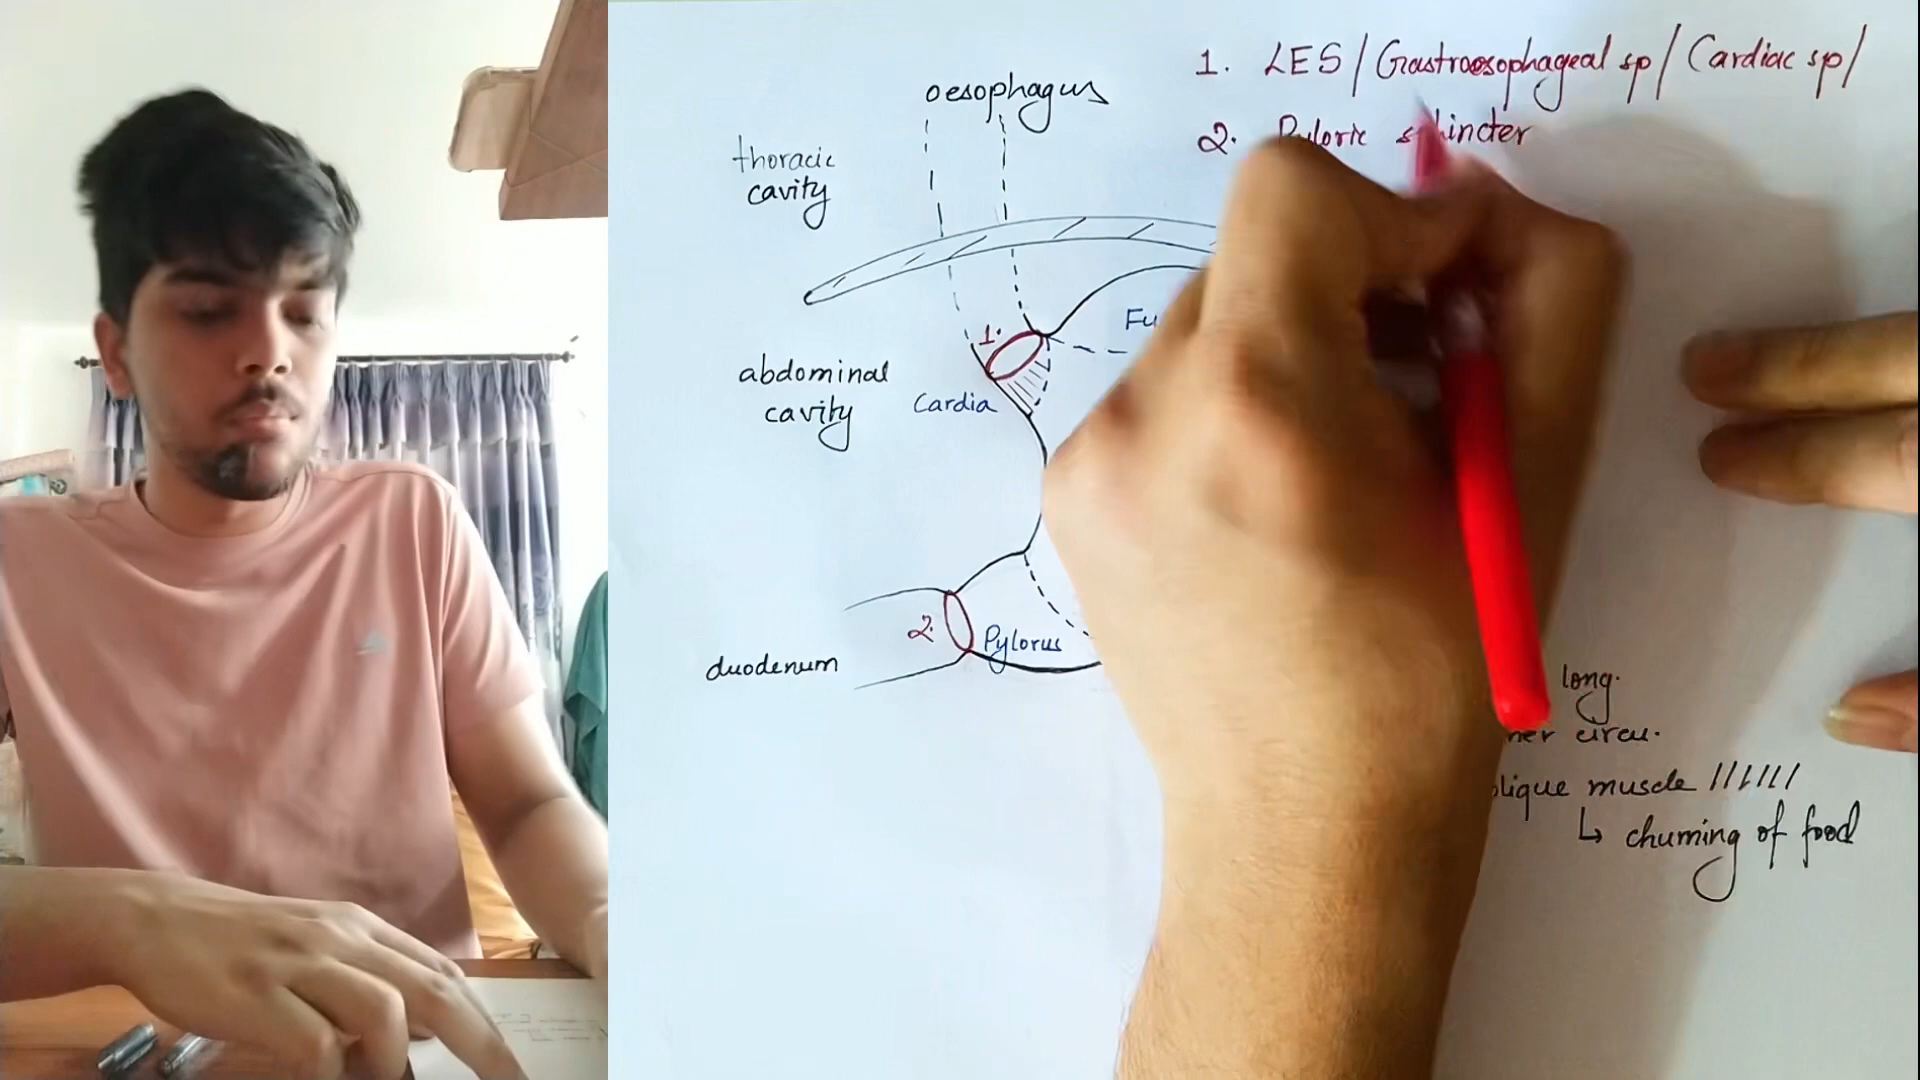 1. LES / Gastroesophageal sp / Cardiac sp /
2. Pyloric sphincter
oesophagus
thoracic
cavity
1.
abdominal
cavity
Cardia
2.
Pylorus
duodenum
long.
circu.
muscle
↳ churning of food